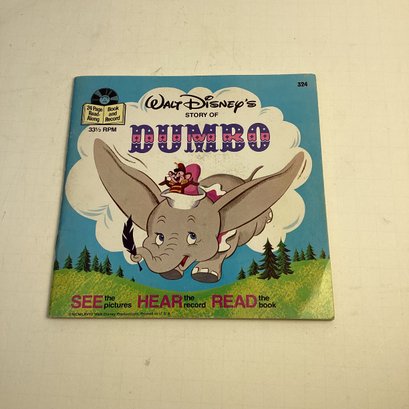 324
24 Page Read-Along
Book and Record
33⅓ RPM
Walt Disney's
STORY OF
DUMBO
SEE the pictures HEAR the record READ the book